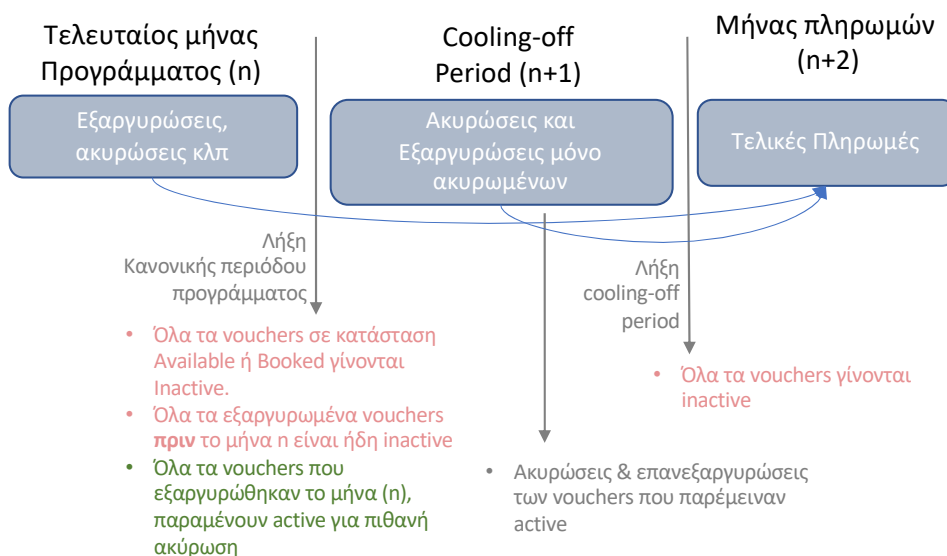 Τελευταίος μήνας
Προγράμματος (n)
Cooling-off
Period (n+1)
Μήνας πληρωμών
(n+2)
Εξαργυρώσεις,
ακυρώσεις κλπ
Ακυρώσεις και
Εξαργυρώσεις μόνο
ακυρωμένων
Τελικές Πληρωμές
Λήξη
Κανονικής περιόδου
προγράμματος
Λήξη
cooling-off
period
• Όλα τα vouchers σε κατάσταση
Available ή Booked γίνονται
Inactive.
• Όλα τα εξαργυρωμένα vouchers
πριν το μήνα n είναι ήδη inactive
• Όλα τα vouchers που
εξαργυρώθηκαν το μήνα (n),
παραμένουν active για πιθανή
ακύρωση
• Ακυρώσεις & επανεξαργυρώσεις
των vouchers που παρέμειναν
active
• Όλα τα vouchers γίνονται
inactive